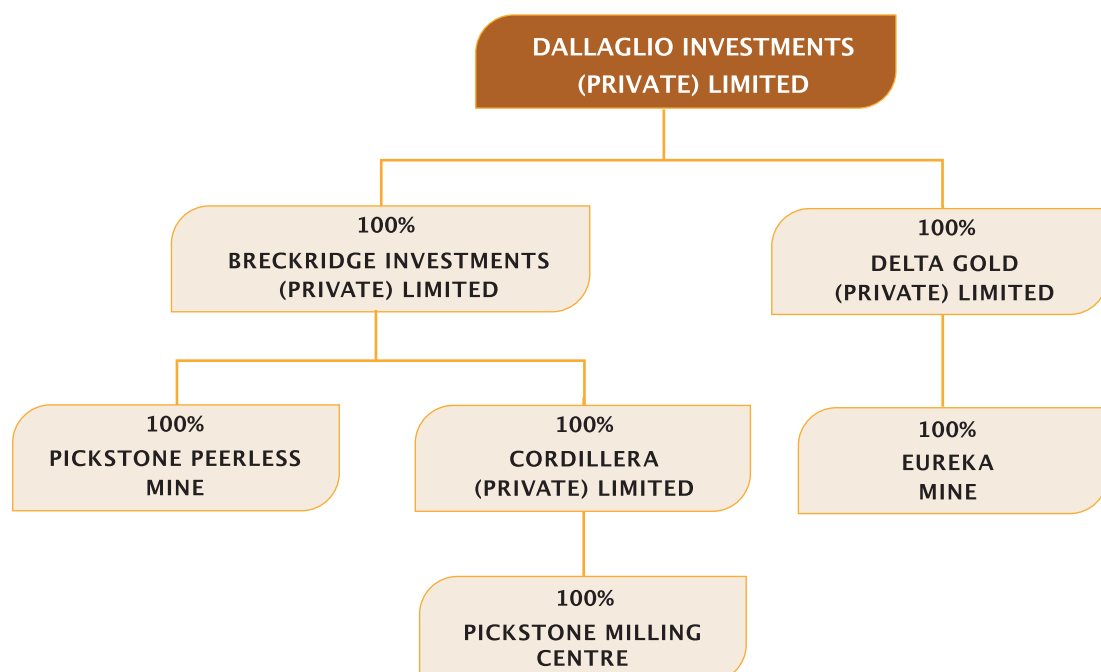 DALLAGLIO INVESTMENTS
(PRIVATE) LIMITED
100%
BRECKRIDGE INVESTMENTS
(PRIVATE) LIMITED
100%
DELTA GOLD
(PRIVATE) LIMITED
100%
PICKSTONE PEERLESS
MINE
100%
CORDILLERA
(PRIVATE) LIMITED
100%
EUREKA
MINE
100%
PICKSTONE MILLING
CENTRE